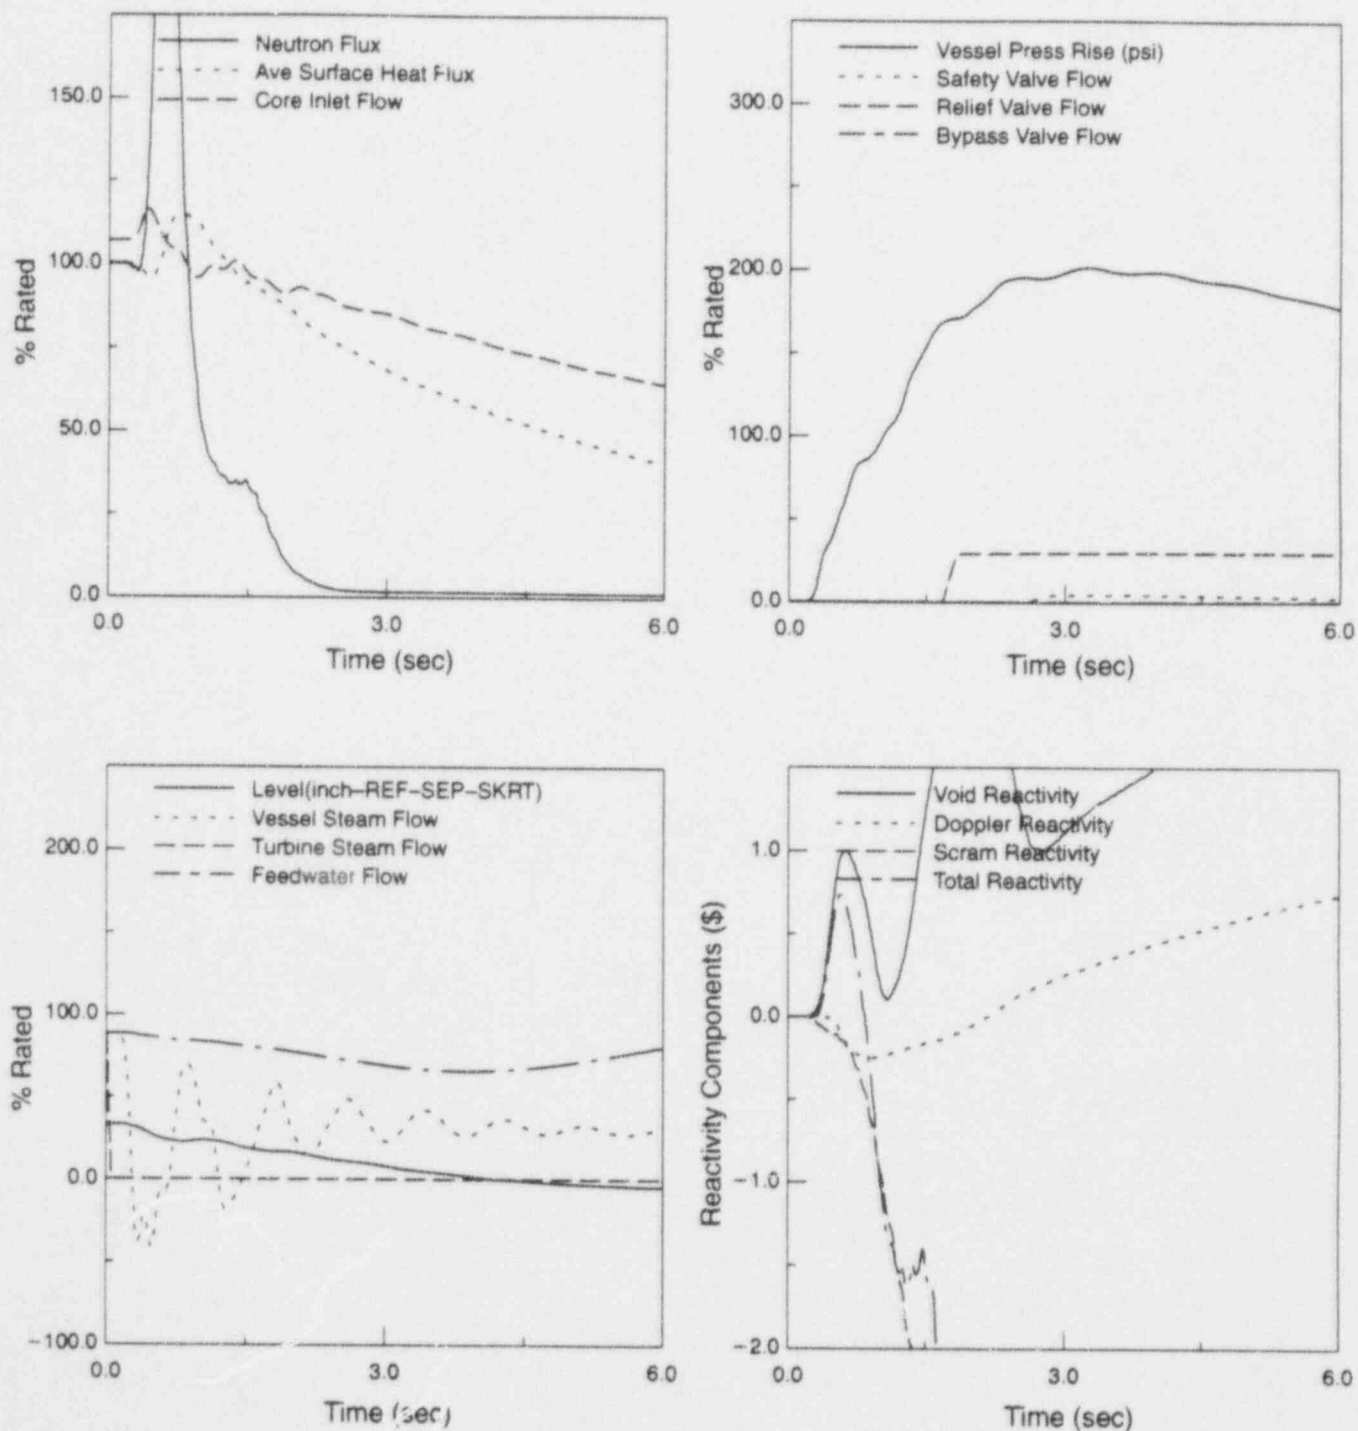 Neutron Flux
Ave Surface Heat Flux
Core Inlet Flow
150.0
100.0
50.0
0.0
% Rated
0.0
3.0
6.0
Time (sec)
Vessel Press Rise (psi)
Safety Valve Flow
Relief Valve Flow
Bypass Valve Flow
300.0
200.0
100.0
0.0
% Rated
0.0
3.0
6.0
Time (sec)
Level(inch-REF-SEP-SKRT)
Vessel Steam Flow
Turbine Steam Flow
Feedwater Flow
200.0
100.0
0.0
-100.0
% Rated
0.0
3.0
6.0
Time (sec)
Void Reactivity
Doppler Reactivity
Scram Reactivity
Total Reactivity
1.0
0.0
-1.0
-2.0
Reactivity Components ($)
0.0
3.0
6.0
Time (sec)